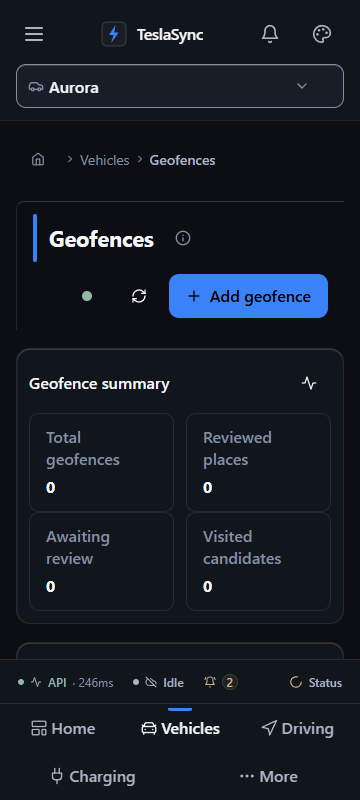 TeslaSync
Aurora
Vehicles
Geofences
Geofences
Add geofence
Geofence summary
Total
geofences
0
Reviewed
places
0
Awaiting
review
0
Visited
candidates
0
API · 246ms
Idle
2
Status
Home
Vehicles
Driving
Charging
More